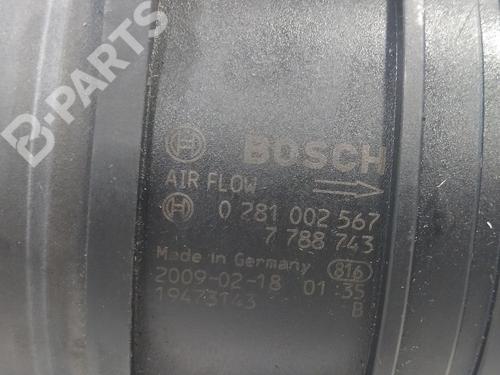 B-PARTS
BOSCH
AIR FLOW
0 281 002 567
7 788 743
Made in Germany 816
2009-02-18 01:35
19473143 B